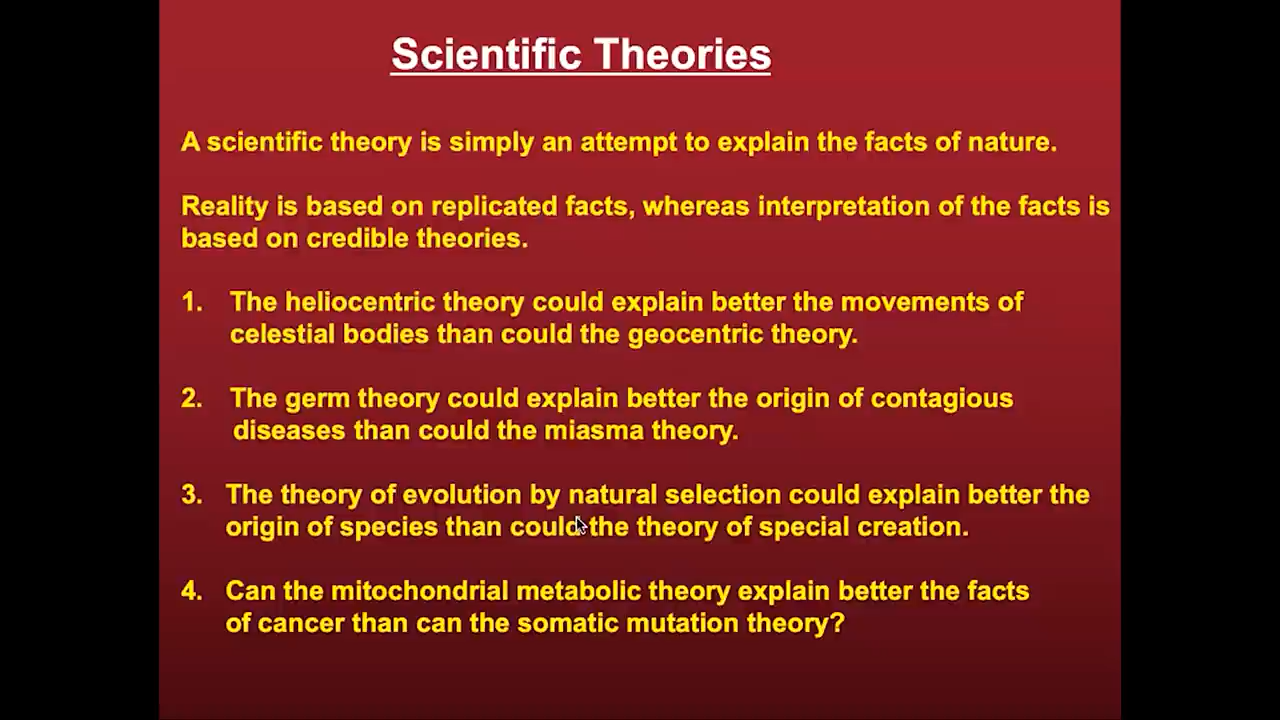 Scientific Theories
A scientific theory is simply an attempt to explain the facts of nature.
Reality is based on replicated facts, whereas interpretation of the facts is
based on credible theories.
1. The heliocentric theory could explain better the movements of
celestial bodies than could the geocentric theory.
2. The germ theory could explain better the origin of contagious
diseases than could the miasma theory.
3. The theory of evolution by natural selection could explain better the
origin of species than could the theory of special creation.
4. Can the mitochondrial metabolic theory explain better the facts
of cancer than can the somatic mutation theory?